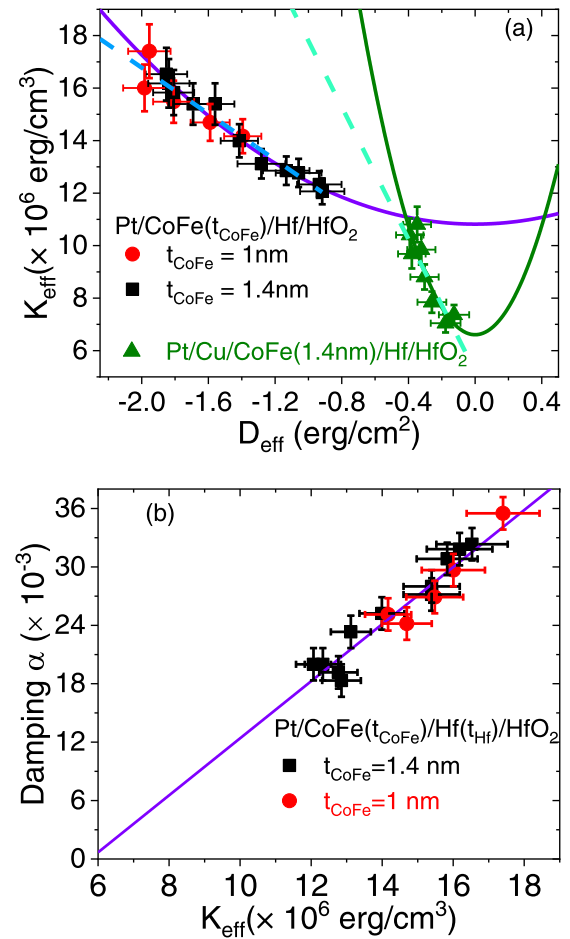 (a)
18
16
14
12
10
8
6
K_eff(× 10^6 erg/cm^3)
Pt/CoFe(t_CoFe)/Hf/HfO_2
t_CoFe = 1nm
t_CoFe = 1.4nm
Pt/Cu/CoFe(1.4nm)/Hf/HfO_2
-2.0 -1.6 -1.2 -0.8 -0.4 0.0 0.4
D_eff (erg/cm^2)
(b)
36
30
24
18
12
6
0
Damping α (× 10^-3)
Pt/CoFe(t_CoFe)/Hf(t_Hf)/HfO_2
t_CoFe=1.4 nm
t_CoFe=1 nm
6 8 10 12 14 16 18
K_eff(× 10^6 erg/cm^3)